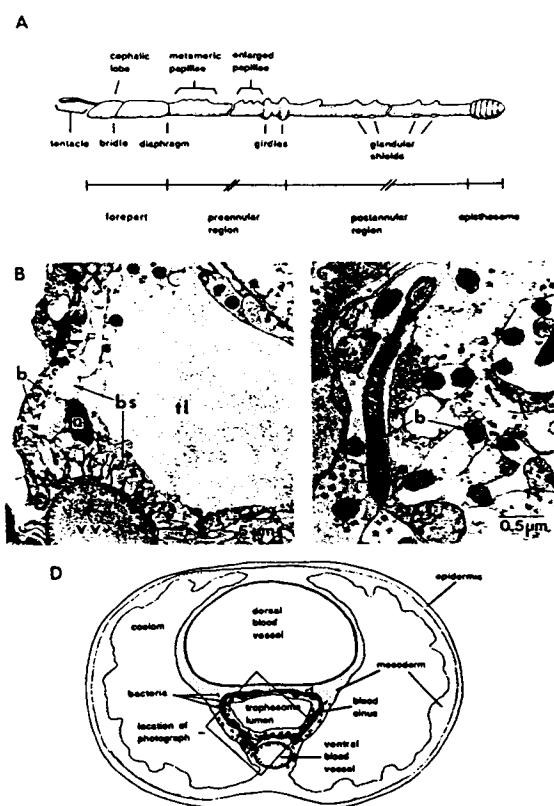 A
cephalic metameric enlarged
lobe papillae papillae
tentacle bridle diaphragm girdles glandular
shields
forepart preannular postannular opisthosoma
region region
B
C
b
bs
tl
n
v
b
0.5 µm
D
epidermis
coelom
dorsal
blood
vessel
mesoderm
bacteria
trophosome
lumen
blood
sinus
location of
photograph
ventral
blood
vessel